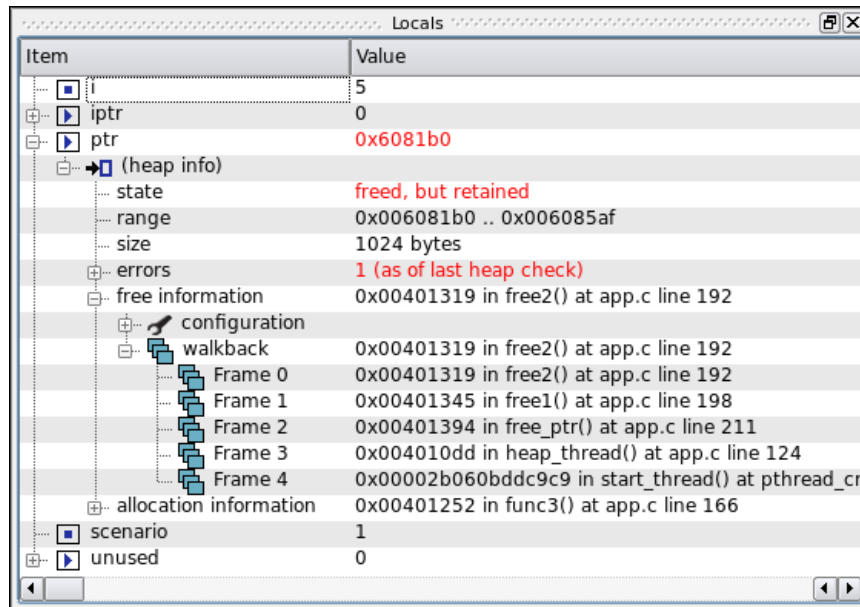 Locals
Item Value
i 5
iptr 0
ptr 0x6081b0
(heap info)
state freed, but retained
range 0x006081b0 .. 0x006085af
size 1024 bytes
errors 1 (as of last heap check)
free information 0x00401319 in free2() at app.c line 192
configuration
walkback 0x00401319 in free2() at app.c line 192
Frame 0 0x00401319 in free2() at app.c line 192
Frame 1 0x00401345 in free1() at app.c line 198
Frame 2 0x00401394 in free_ptr() at app.c line 211
Frame 3 0x004010dd in heap_thread() at app.c line 124
Frame 4 0x00002b060bddc9c9 in start_thread() at pthread_cr
allocation information 0x00401252 in func3() at app.c line 166
scenario 1
unused 0